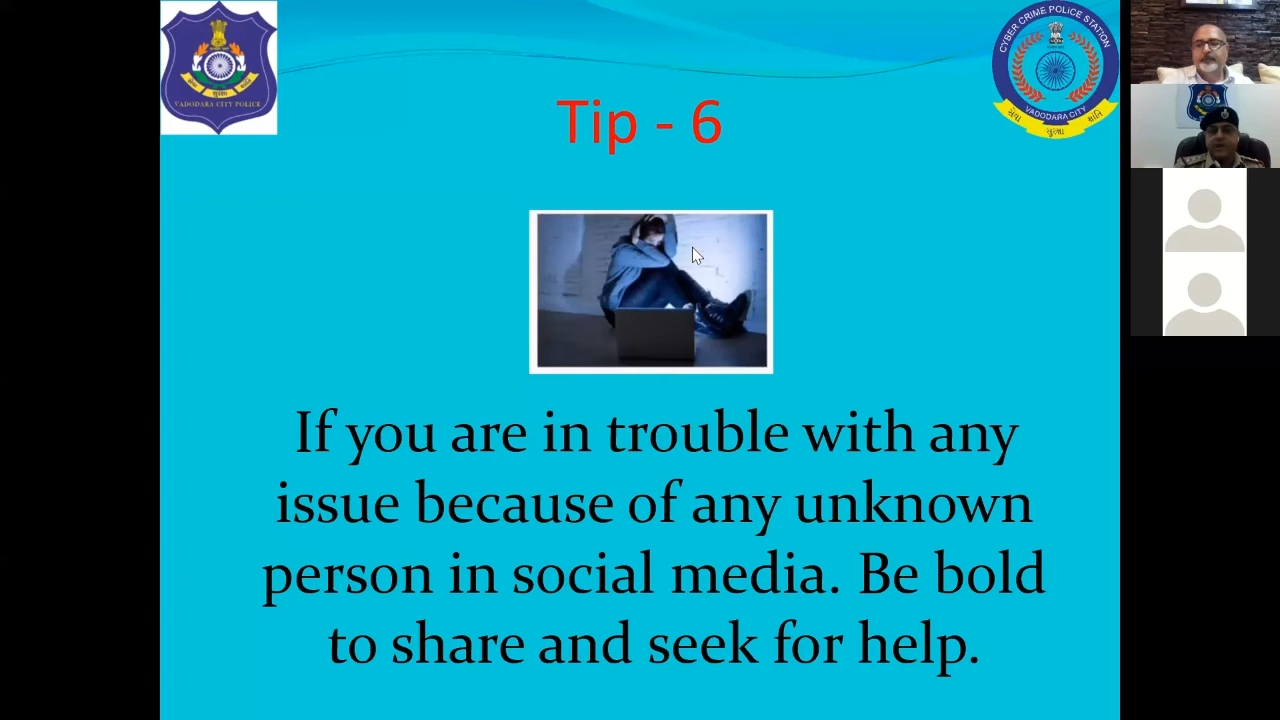 VADODARA CITY POLICE
CYBER CRIME POLICE STATION
VADODARA CITY
સેવા સુરક્ષા શાંતિ
Tip - 6
If you are in trouble with any
issue because of any unknown
person in social media. Be bold
to share and seek for help.